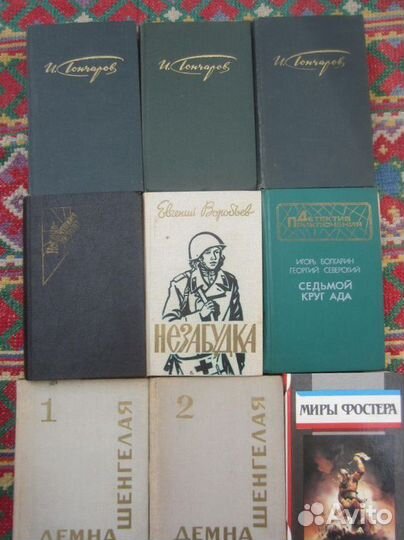 И. Гончаров
И. Гончаров
И. Гончаров
Евгений Воробьёв
НЕЗАБУДКА
ДЕТЕКТИВ
ПРИКЛЮЧЕНИЯ
ИГОРЬ БОЛГАРИН
ГЕОРГИЙ СЕВЕРСКИЙ
СЕДЬМОЙ
КРУГ АДА
1
ДЕМНА
ШЕНГЕЛАЯ
2
ДЕМНА
ШЕНГЕЛАЯ
МИРЫ ФОСТЕРА
Avito